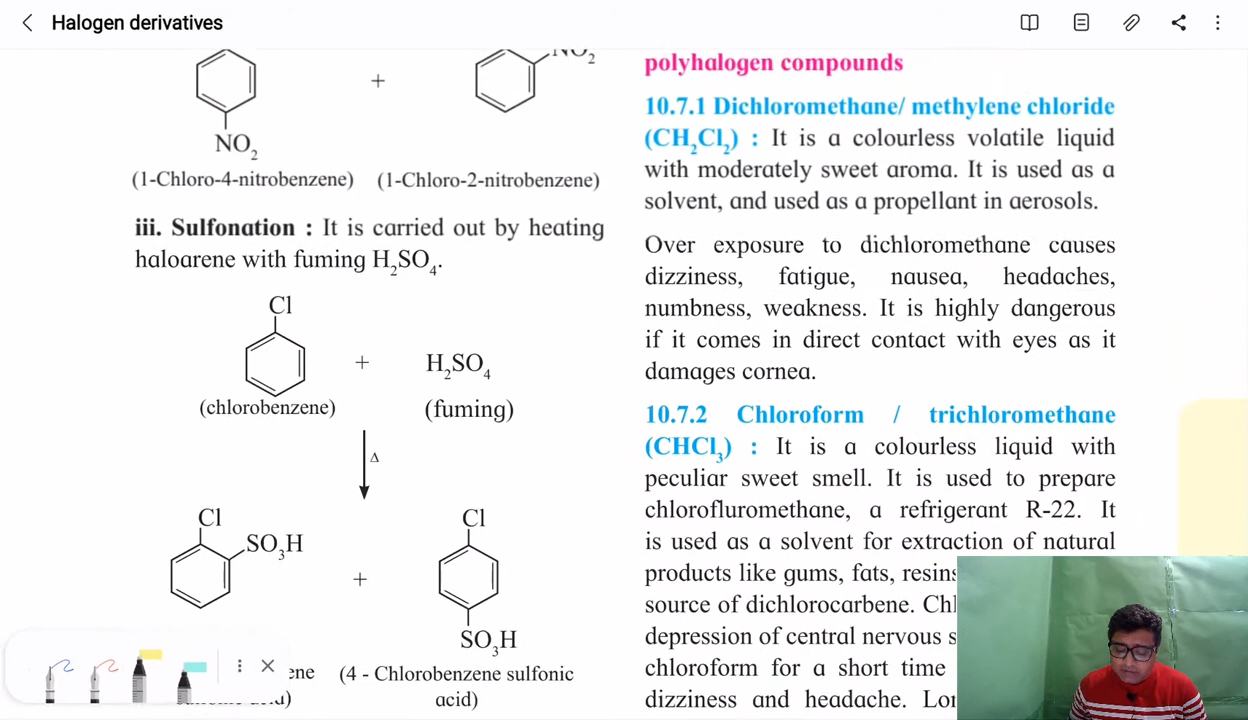 Halogen derivatives
NO2
+
NO2
(1-Chloro-4-nitrobenzene) (1-Chloro-2-nitrobenzene)
iii. Sulfonation : It is carried out by heating
haloarene with fuming H2SO4.
Cl
+ H2SO4
(chlorobenzene) (fuming)
Δ
Cl
SO3H
+
Cl
SO3H
(4 - Chlorobenzene sulfonic
acid)
polyhalogen compounds
10.7.1 Dichloromethane/ methylene chloride
(CH2Cl2) : It is a colourless volatile liquid
with moderately sweet aroma. It is used as a
solvent, and used as a propellant in aerosols.
Over exposure to dichloromethane causes
dizziness, fatigue, nausea, headaches,
numbness, weakness. It is highly dangerous
if it comes in direct contact with eyes as it
damages cornea.
10.7.2 Chloroform / trichloromethane
(CHCl3) : It is a colourless liquid with
peculiar sweet smell. It is used to prepare
chlorofluromethane, a refrigerant R-22. It
is used as a solvent for extraction of natural
products like gums, fats, resins
source of dichlorocarbene. Chl
depression of central nervous s
chloroform for a short time
dizziness and headache. Lon